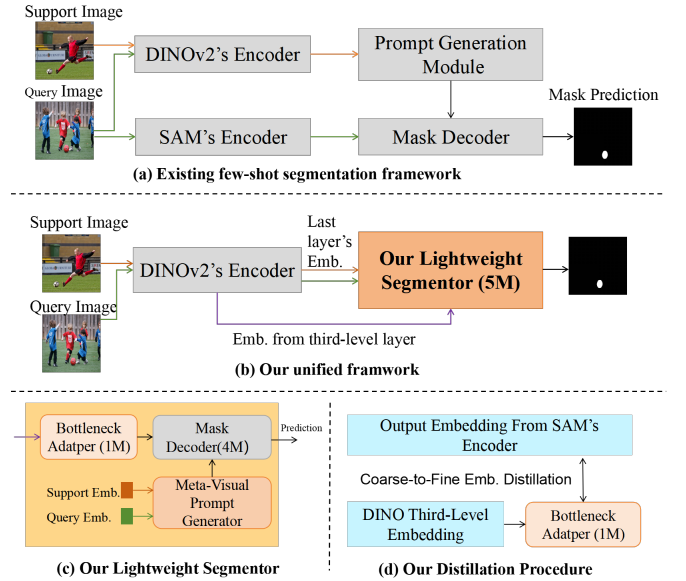 Support Image
DINOv2's Encoder
Prompt Generation
Module
Query Image
SAM's Encoder
Mask Decoder
Mask Prediction
(a) Existing few-shot segmentation framework
Support Image
DINOv2's Encoder
Last
layer's
Emb.
Our Lightweight
Segmentor (5M)
Query Image
Emb. from third-level layer
(b) Our unified framwork
Bottleneck
Adatper (1M)
Mask
Decoder(4M)
Prediction
Support Emb.
Query Emb.
Meta-Visual
Prompt
Generator
(c) Our Lightweight Segmentor
Output Embedding From SAM's
Encoder
Coarse-to-Fine Emb. Distillation
DINO Third-Level
Embedding
Bottleneck
Adatper (1M)
(d) Our Distillation Procedure